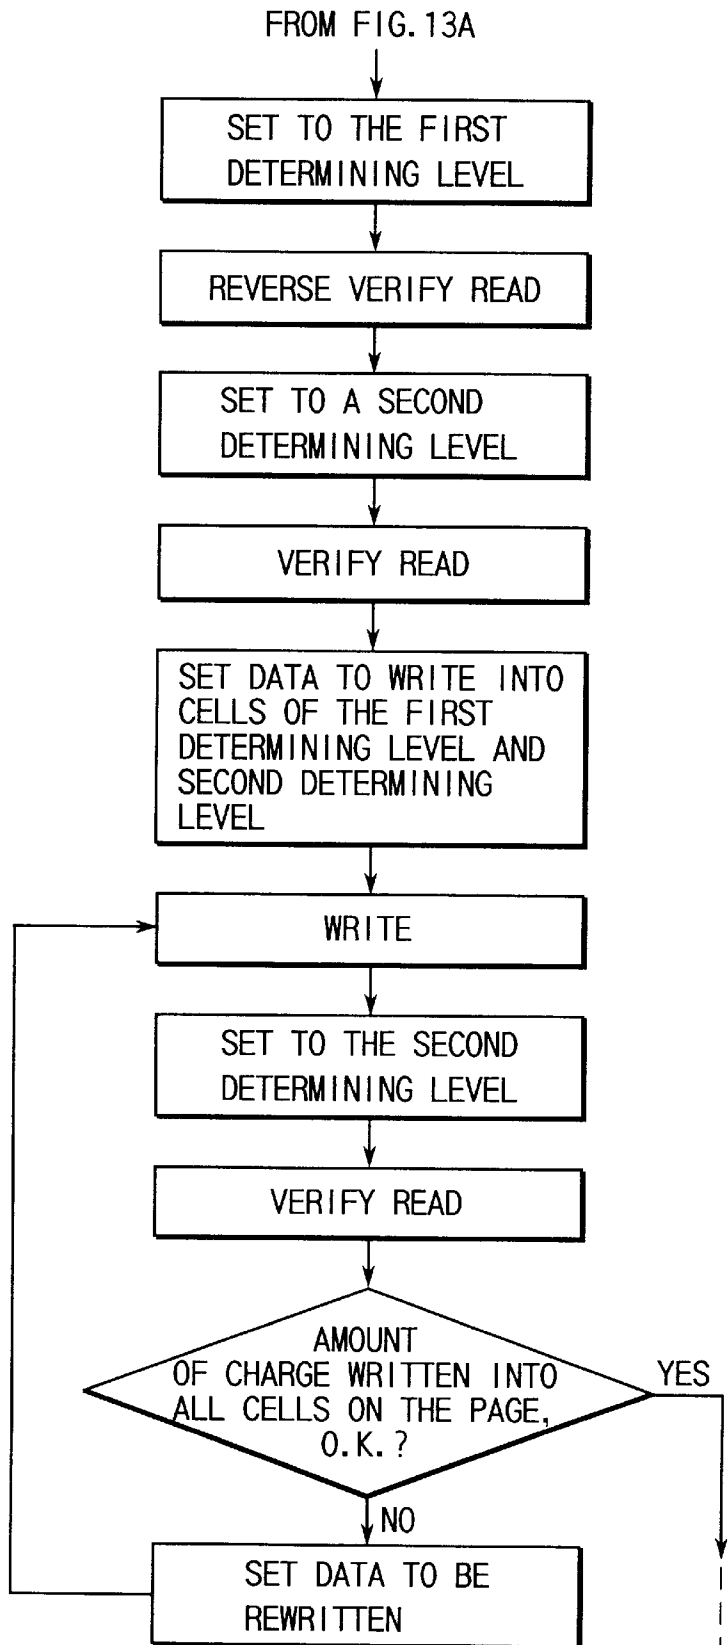 FROM FIG.13A
SET TO THE FIRST
DETERMINING LEVEL
REVERSE VERIFY READ
SET TO A SECOND
DETERMINING LEVEL
VERIFY READ
SET DATA TO WRITE INTO
CELLS OF THE FIRST
DETERMINING LEVEL AND
SECOND DETERMINING
LEVEL
WRITE
SET TO THE SECOND
DETERMINING LEVEL
VERIFY READ
AMOUNT
OF CHARGE WRITTEN INTO
ALL CELLS ON THE PAGE,
O.K.?
YES
NO
SET DATA TO BE
REWRITTEN